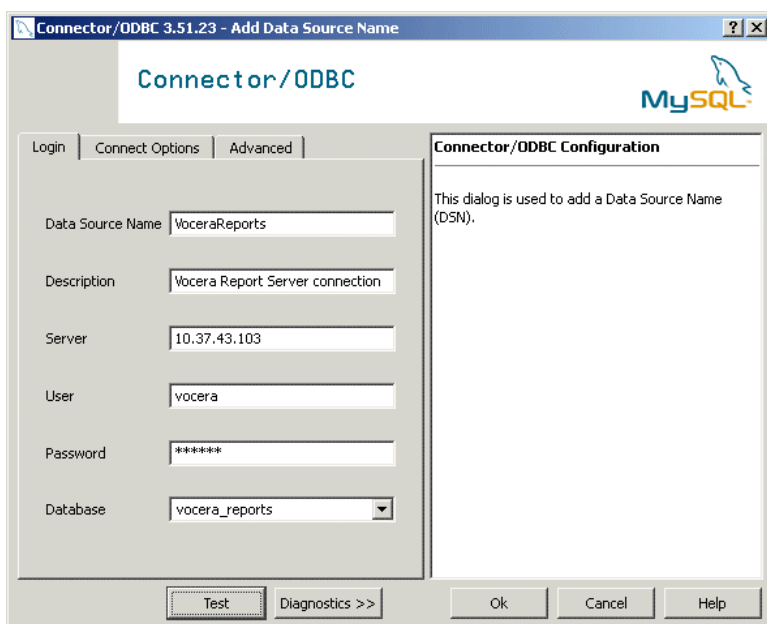 Connector/ODBC 3.51.23 - Add Data Source Name
Connector/ODBC
MySQL
Login
Connect Options
Advanced
Data Source Name VoceraReports
Description Vocera Report Server connection
Server 10.37.43.103
User vocera
Password ******
Database vocera_reports
Connector/ODBC Configuration
This dialog is used to add a Data Source Name
(DSN).
Test
Diagnostics >>
Ok
Cancel
Help